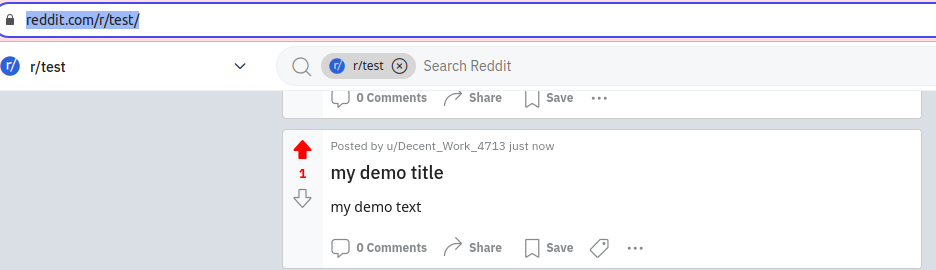 reddit.com/r/test/
r/ r/test r/ r/test Search Reddit
0 Comments Share Save
Posted by u/Decent_Work_4713 just now
1
my demo title
my demo text
0 Comments Share Save